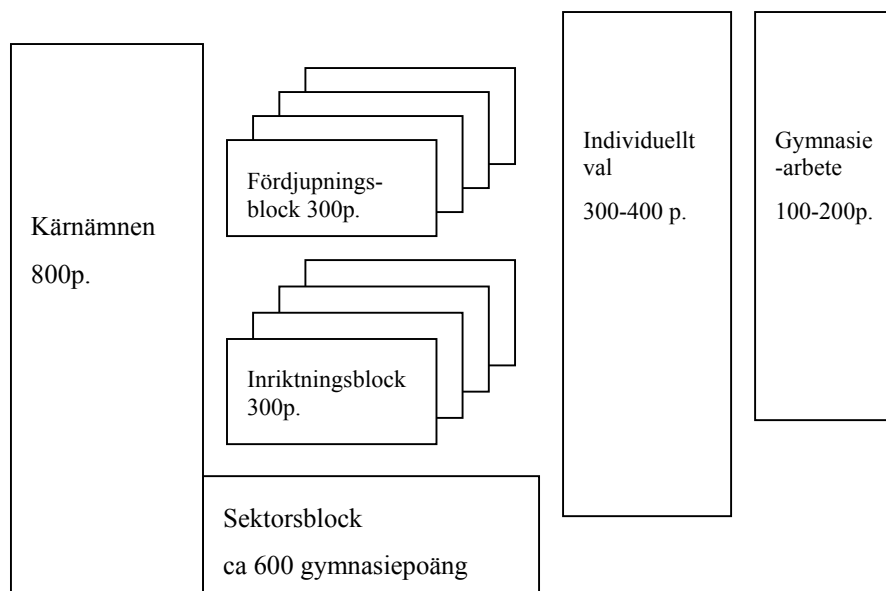 Kärnämnen
800p.
Fördjupnings-
block 300p.
Inriktningsblock
300p.
Sektorsblock
ca 600 gymnasiepoäng
Individuellt
val
300-400 p.
Gymnasie
-arbete
100-200p.